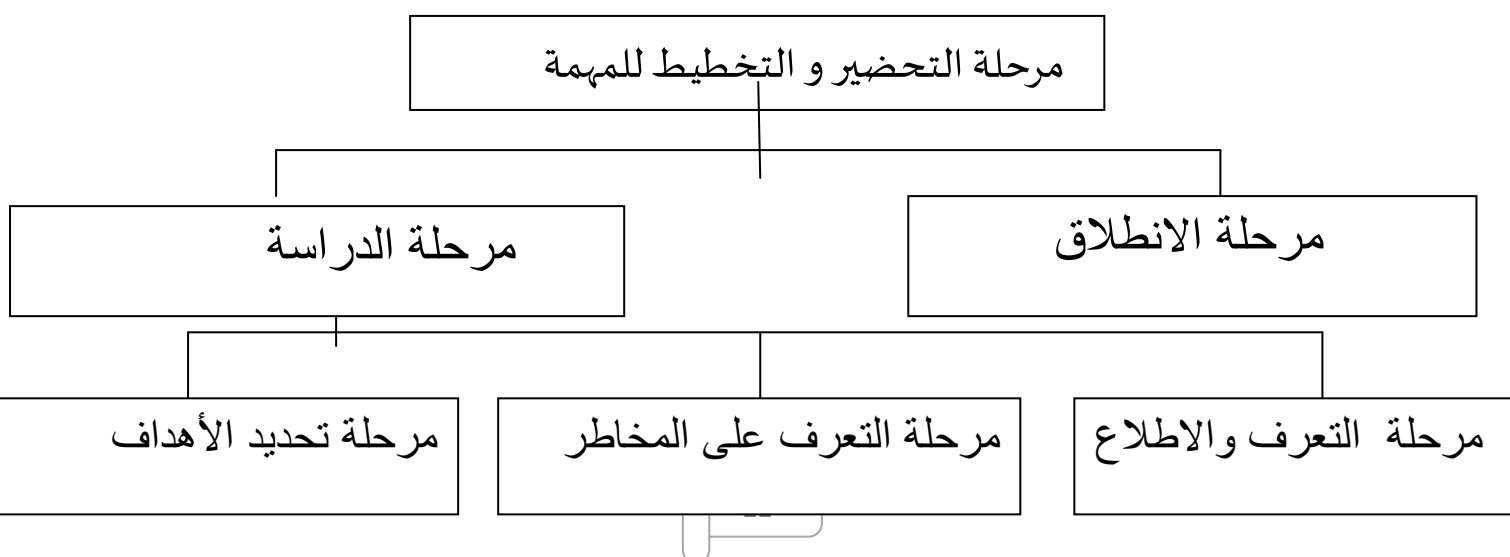 مرحلة التحضير و التخطيط للمهمة
مرحلة الانطلاق
مرحلة الدراسة
مرحلة التعرف والاطلاع
مرحلة التعرف على المخاطر
مرحلة تحديد الأهداف